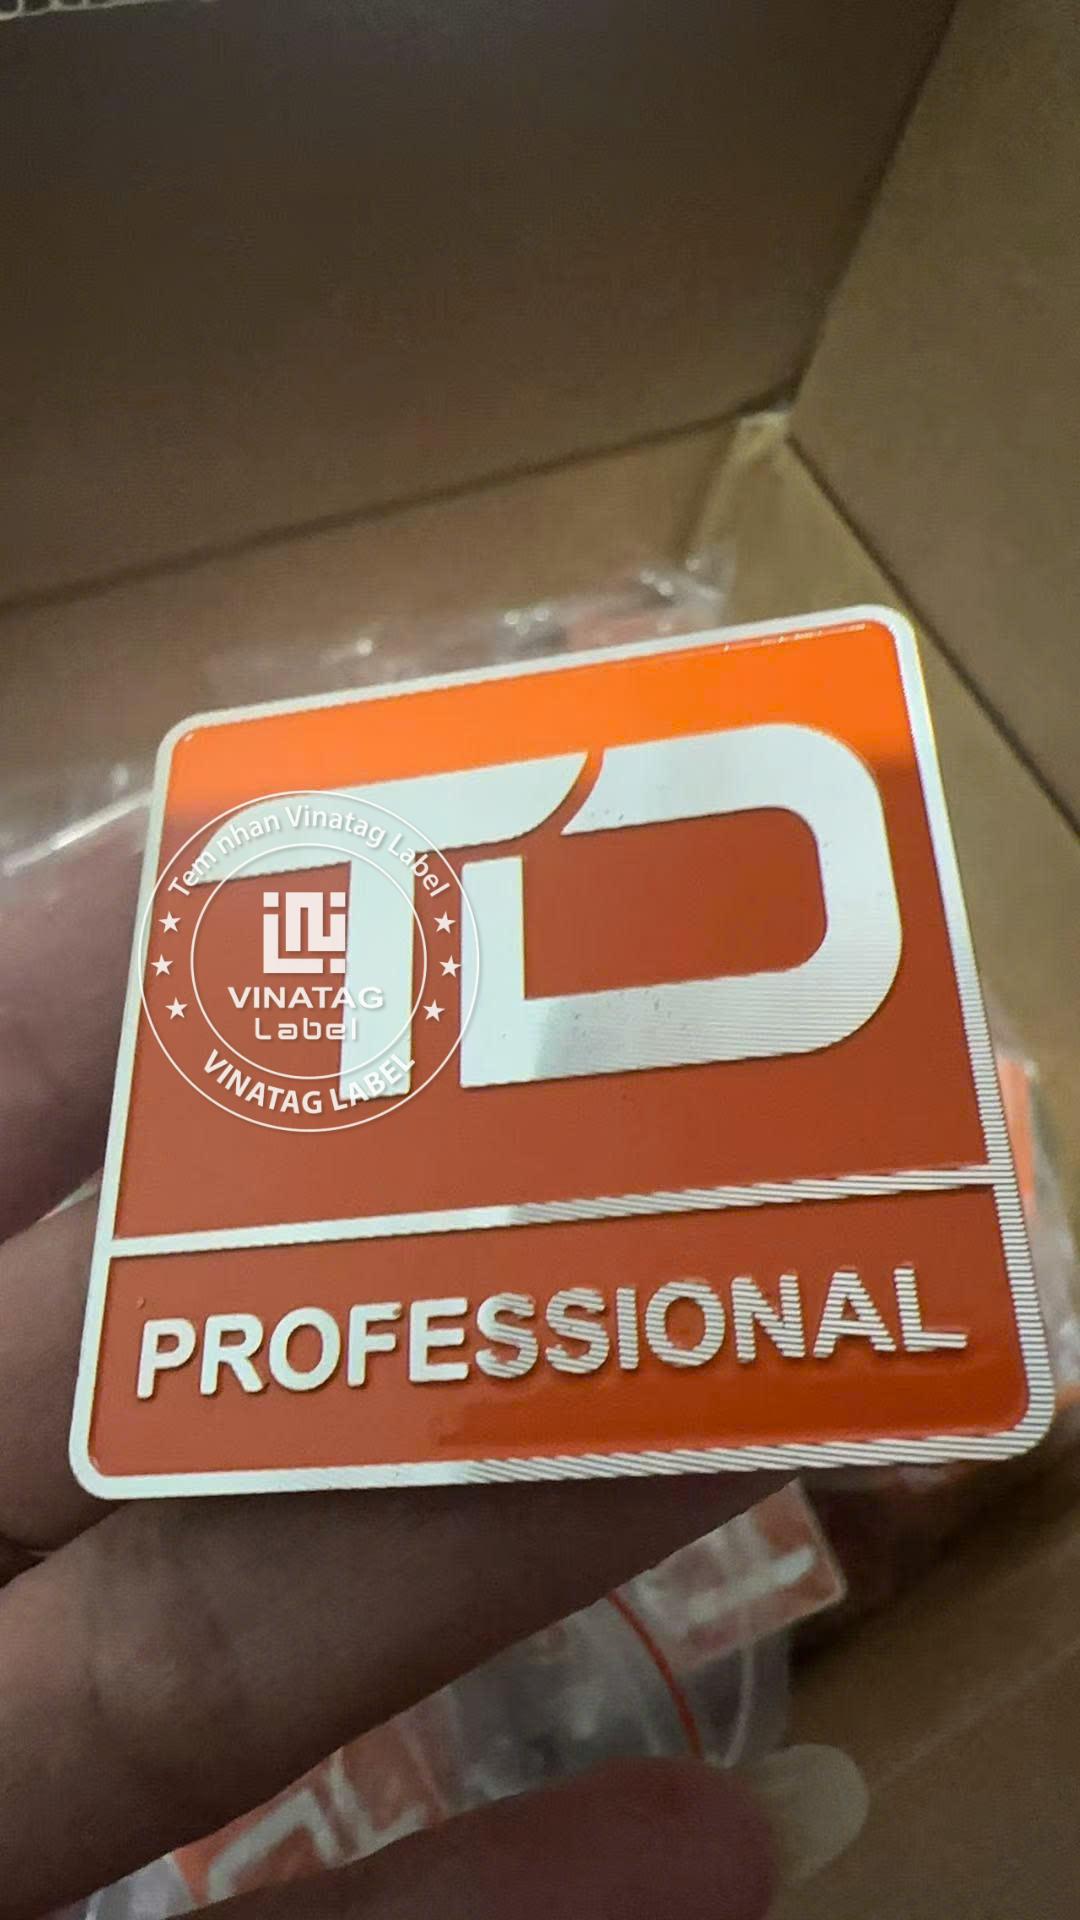 TD
PROFESSIONAL
Tem nhan Vinatag Label
VINATAG
Label
VINATAG LABEL